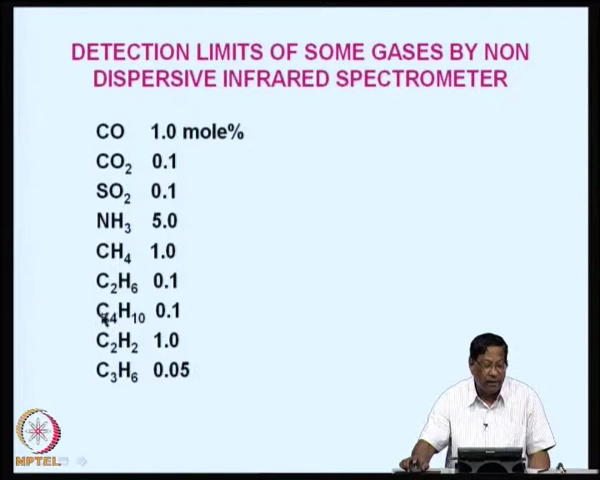 DETECTION LIMITS OF SOME GASES BY NON
DISPERSIVE INFRARED SPECTROMETER
CO 1.0 mole%
CO₂ 0.1
SO₂ 0.1
NH₃ 5.0
CH₄ 1.0
C₂H₆ 0.1
C₄H₁₀ 0.1
C₂H₂ 1.0
C₃H₆ 0.05
NPTEL